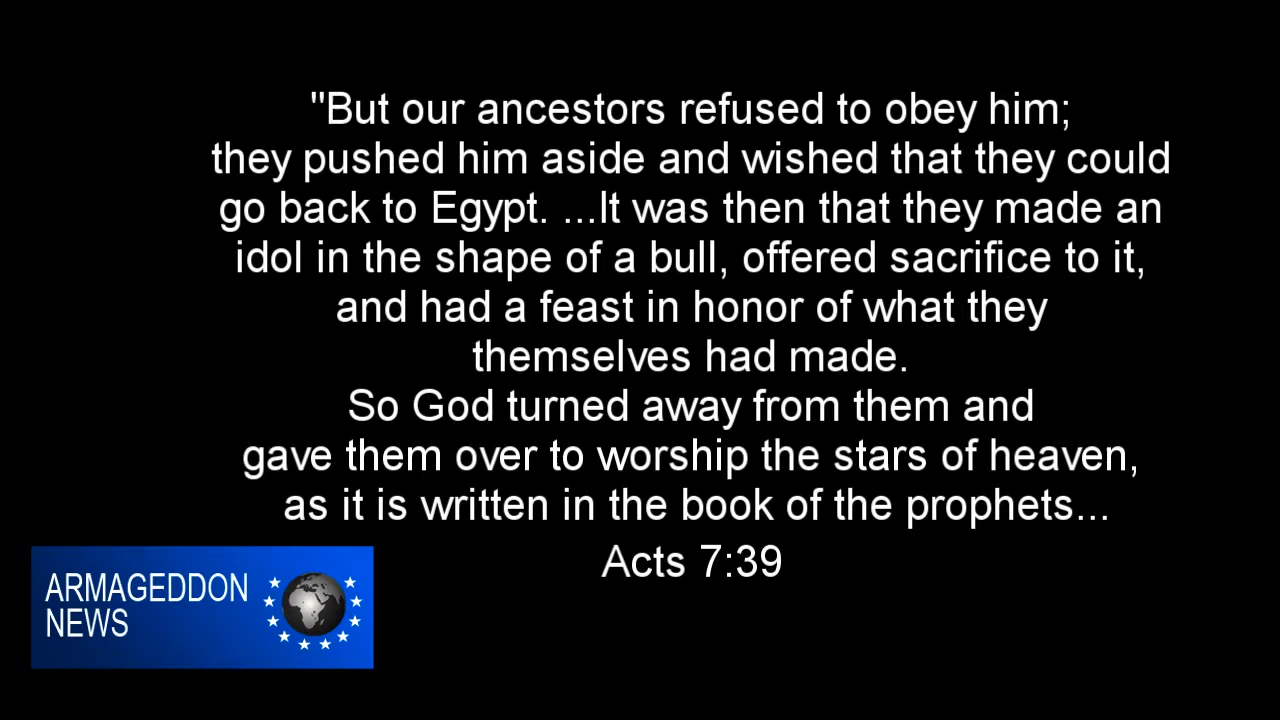 "But our ancestors refused to obey him;
they pushed him aside and wished that they could
go back to Egypt. ...It was then that they made an
idol in the shape of a bull, offered sacrifice to it,
and had a feast in honor of what they
themselves had made.
So God turned away from them and
gave them over to worship the stars of heaven,
as it is written in the book of the prophets...
Acts 7:39
ARMAGEDDON
NEWS